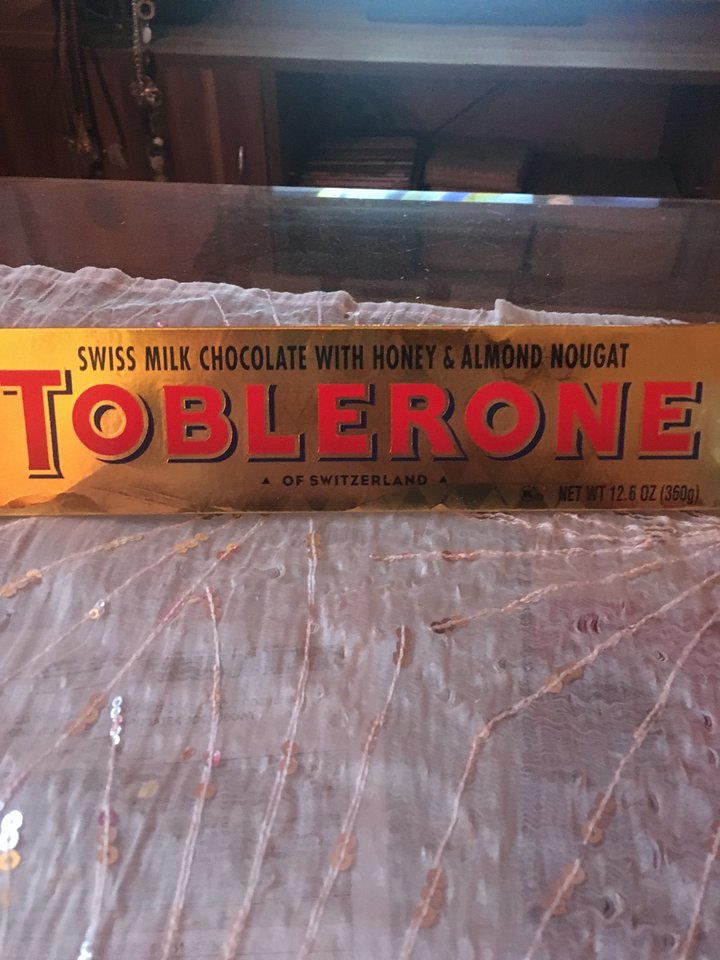 SWISS MILK CHOCOLATE WITH HONEY & ALMOND NOUGAT
TOBLERONE
OF SWITZERLAND
NET WT 12.6 OZ (360g)